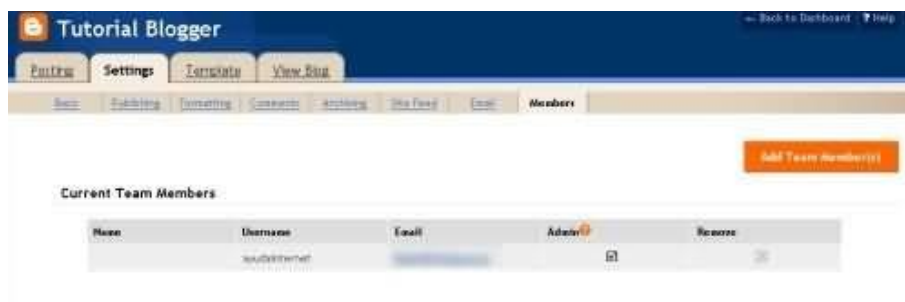 Tutorial Blogger
← Back to Dashboard ? Help
Posting Settings Template View Blog
Basic Publishing Formatting Comments Archiving Site Feed Email Members
Add Team Member(s)
Current Team Members
Name Username Email Admin ? Remove